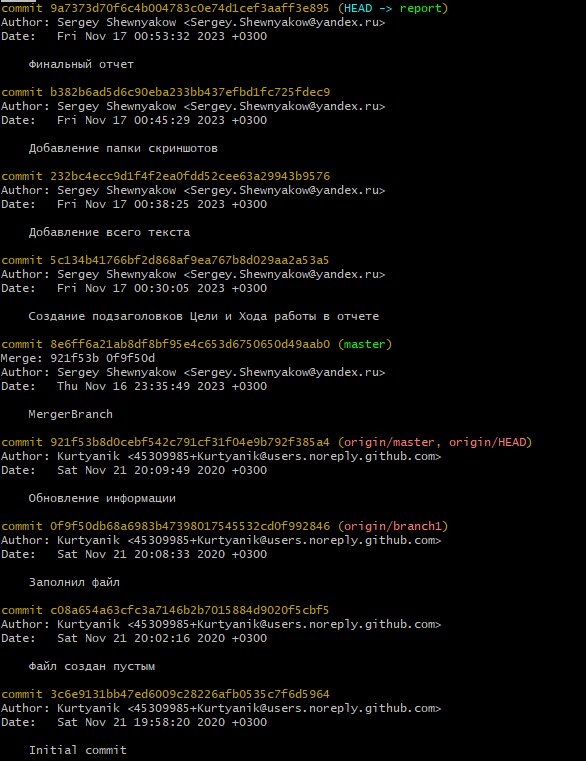 commit 9a7373d70f6c4b004783c0e74d1cef3aaff3e895 (HEAD -> report)
Author: Sergey Shewnyakow <Sergey.Shewnyakow@yandex.ru>
Date:   Fri Nov 17 00:53:32 2023 +0300
Финальный отчет
commit b382b6ad5d6c90eba233bb437efbd1fc725fdec9
Author: Sergey Shewnyakow <Sergey.Shewnyakow@yandex.ru>
Date:   Fri Nov 17 00:45:29 2023 +0300
Добавление папки скриншотов
commit 232bc4ecc9d1f4f2ea0fdd52cee63a29943b9576
Author: Sergey Shewnyakow <Sergey.Shewnyakow@yandex.ru>
Date:   Fri Nov 17 00:38:25 2023 +0300
Добавление всего текста
commit 5c134b41766bf2d868af9ea767b8d029aa2a53a5
Author: Sergey Shewnyakow <Sergey.Shewnyakow@yandex.ru>
Date:   Fri Nov 17 00:30:05 2023 +0300
Создание подзаголовков Цели и Хода работы в отчете
commit 8e6ff6a21ab8df8bf95e4c653d6750650d49aab0 (master)
Merge: 921f53b 0f9f50d
Author: Sergey Shewnyakow <Sergey.Shewnyakow@yandex.ru>
Date:   Thu Nov 16 23:35:49 2023 +0300
MergerBranch
commit 921f53b8d0cebf542c791cf31f04e9b792f385a4 (origin/master, origin/HEAD)
Author: Kurtyanik <45309985+Kurtyanik@users.noreply.github.com>
Date:   Sat Nov 21 20:09:49 2020 +0300
Обновление информации
commit 0f9f50db68a6983b47398017545532cd0f992846 (origin/branch1)
Author: Kurtyanik <45309985+Kurtyanik@users.noreply.github.com>
Date:   Sat Nov 21 20:08:33 2020 +0300
Заполнил файл
commit c08a654a63cfc3a7146b2b7015884d9020f5cbf5
Author: Kurtyanik <45309985+Kurtyanik@users.noreply.github.com>
Date:   Sat Nov 21 20:02:16 2020 +0300
Файл создан пустым
commit 3c6e9131bb47ed6009c28226afb0535c7f6d5964
Author: Kurtyanik <45309985+Kurtyanik@users.noreply.github.com>
Date:   Sat Nov 21 19:58:20 2020 +0300
Initial commit